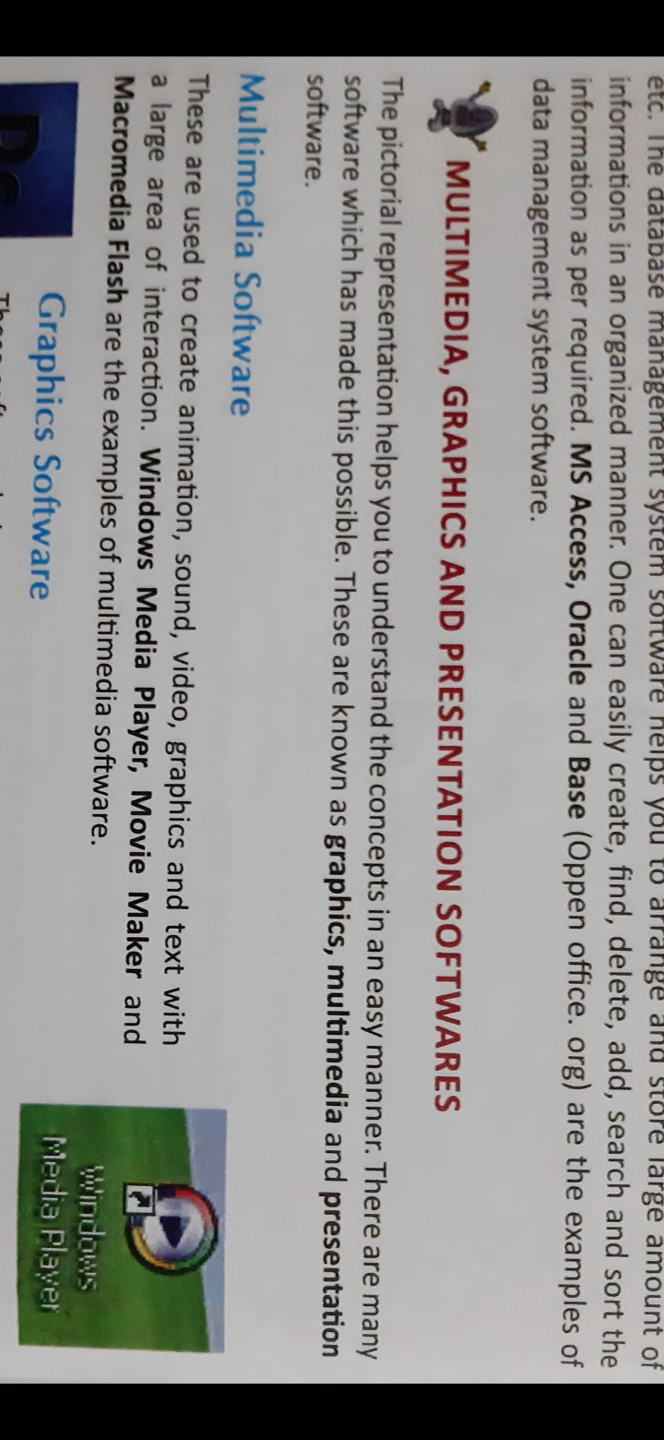 etc. The database management system software helps you to arrange and store large amount of
informations in an organized manner. One can easily create, find, delete, add, search and sort the
information as per required. MS Access, Oracle and Base (Oppen office. org) are the examples of
data management system software.
MULTIMEDIA, GRAPHICS AND PRESENTATION SOFTWARES
The pictorial representation helps you to understand the concepts in an easy manner. There are many
software which has made this possible. These are known as graphics, multimedia and presentation
software.
Multimedia Software
These are used to create animation, sound, video, graphics and text with
a large area of interaction. Windows Media Player, Movie Maker and
Macromedia Flash are the examples of multimedia software.
Windows
Media Player
Graphics Software